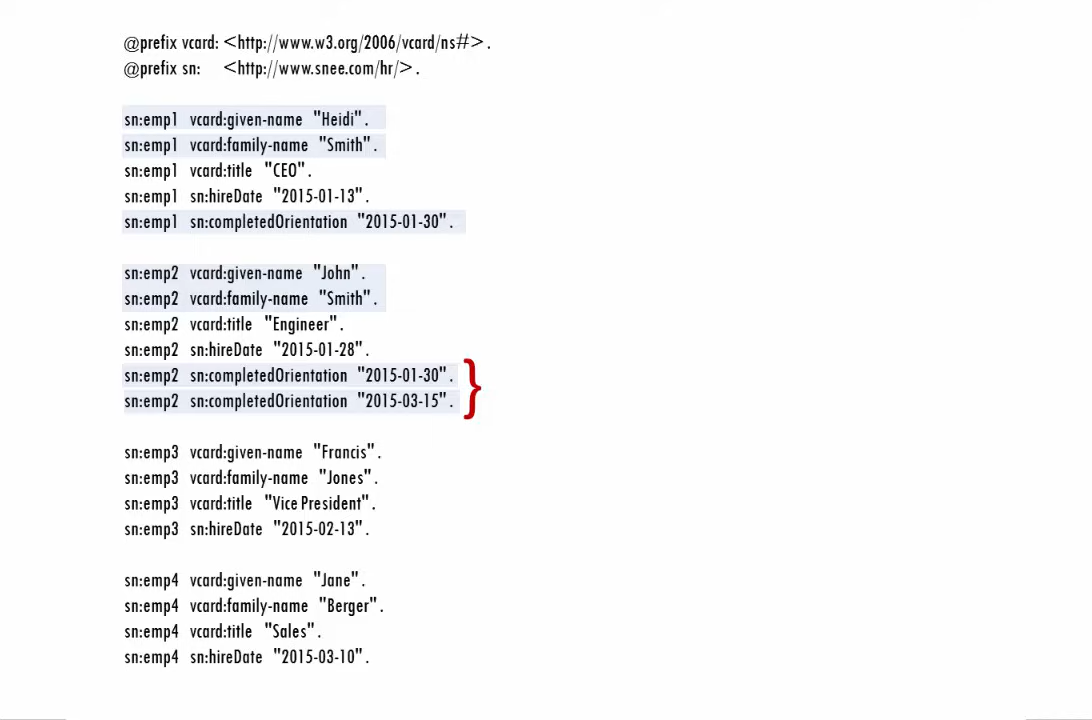 @prefix vcard: <http://www.w3.org/2006/vcard/ns#> .
@prefix sn: <http://www.snee.com/hr/> .
sn:emp1 vcard:given-name "Heidi" .
sn:emp1 vcard:family-name "Smith" .
sn:emp1 vcard:title "CEO" .
sn:emp1 sn:hireDate "2015-01-13" .
sn:emp1 sn:completedOrientation "2015-01-30" .
sn:emp2 vcard:given-name "John" .
sn:emp2 vcard:family-name "Smith" .
sn:emp2 vcard:title "Engineer" .
sn:emp2 sn:hireDate "2015-01-28" .
sn:emp2 sn:completedOrientation "2015-01-30" .
sn:emp2 sn:completedOrientation "2015-03-15" .
sn:emp3 vcard:given-name "Francis" .
sn:emp3 vcard:family-name "Jones" .
sn:emp3 vcard:title "Vice President" .
sn:emp3 sn:hireDate "2015-02-13" .
sn:emp4 vcard:given-name "Jane" .
sn:emp4 vcard:family-name "Berger" .
sn:emp4 vcard:title "Sales" .
sn:emp4 sn:hireDate "2015-03-10" .